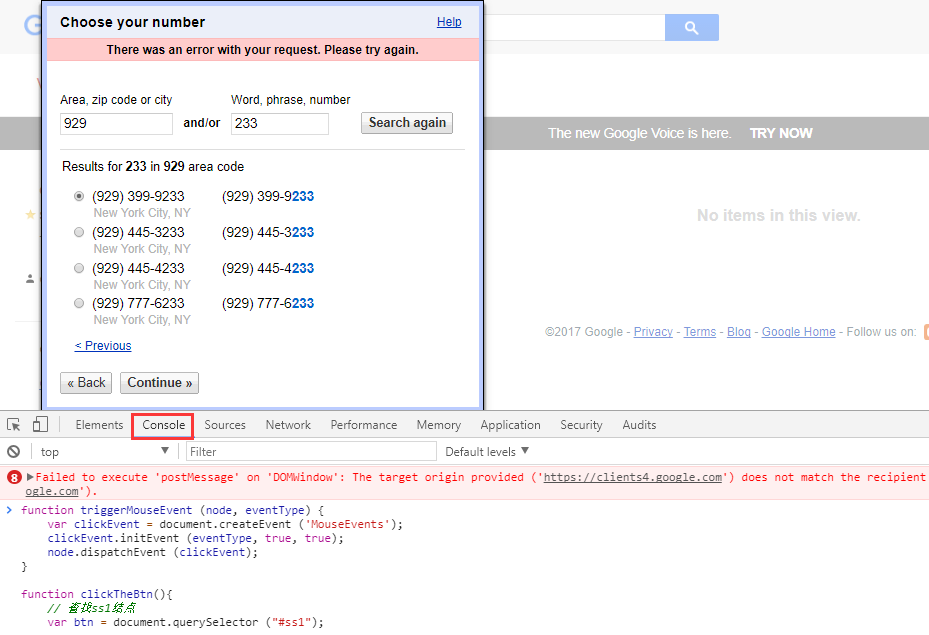 Choose your number
Help
There was an error with your request. Please try again.
Area, zip code or city
Word, phrase, number
929
and/or
233
Search again
Results for 233 in 929 area code
(929) 399-9233 (929) 399-9233
New York City, NY
(929) 445-3233 (929) 445-3233
New York City, NY
(929) 445-4233 (929) 445-4233
New York City, NY
(929) 777-6233 (929) 777-6233
New York City, NY
< Previous
« Back
Continue »
The new Google Voice is here. TRY NOW
No items in this view.
©2017 Google - Privacy - Terms - Blog - Google Home - Follow us on:
Elements Console Sources Network Performance Memory Application Security Audits
top
Filter
Default levels
8 Failed to execute 'postMessage' on 'DOMWindow': The target origin provided ('https://clients4.google.com') does not match the recipient
ogle.com').
function triggerMouseEvent (node, eventType) {
var clickEvent = document.createEvent ('MouseEvents');
clickEvent.initEvent (eventType, true, true);
node.dispatchEvent (clickEvent);
}
function clickTheBtn(){
// 查找ss1结点
var btn = document.querySelector ("#ss1");